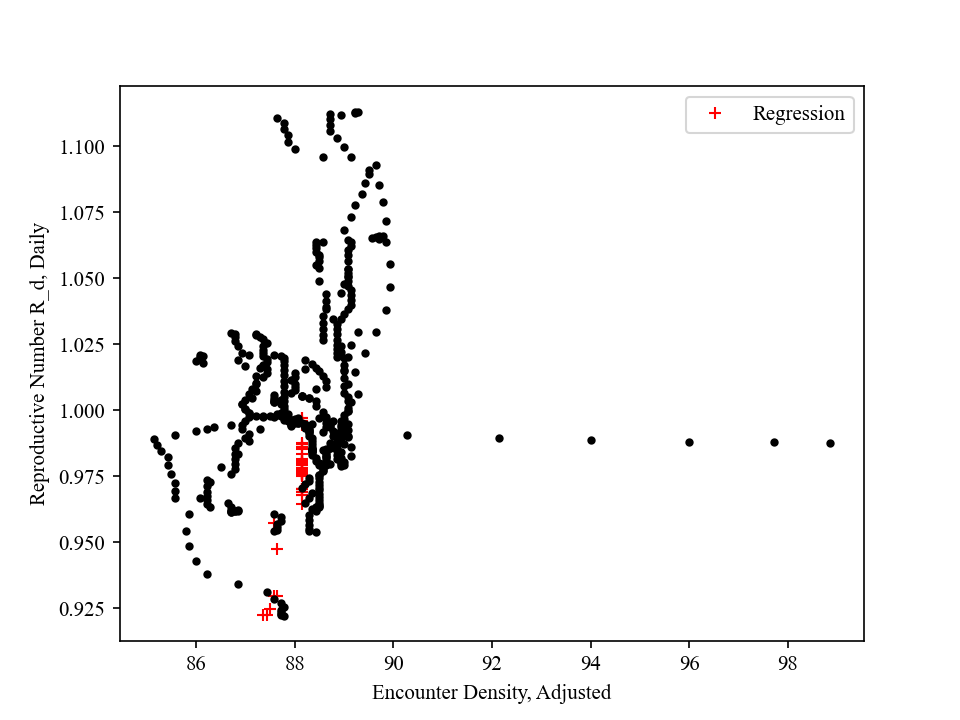 Regression
1.100
1.075
1.050
1.025
1.000
0.975
0.950
0.925
Reproductive Number R_d, Daily
86 88 90 92 94 96 98
Encounter Density, Adjusted